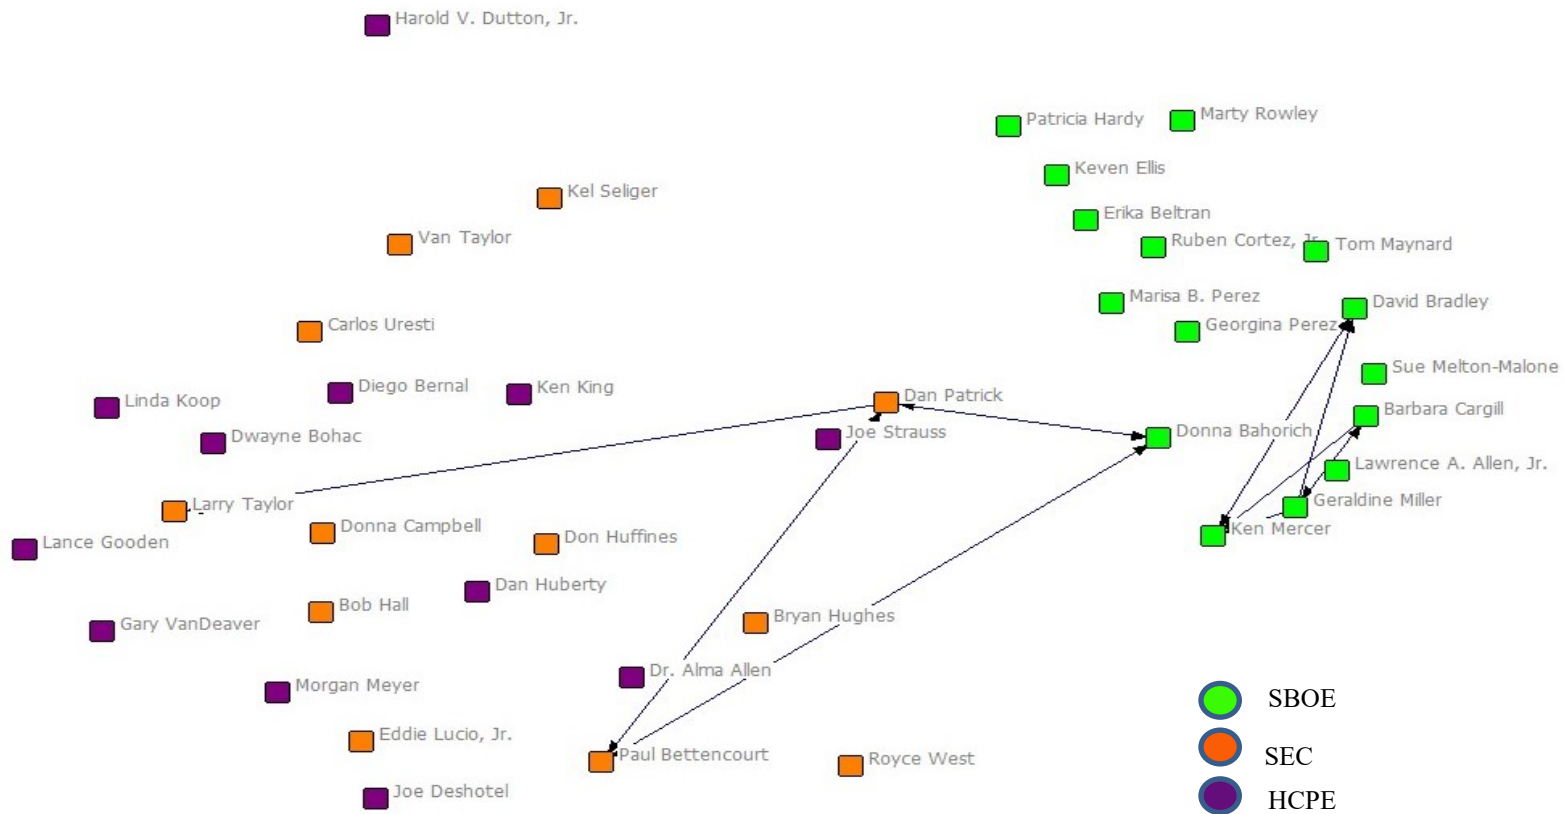 Harold V. Dutton, Jr.
Patricia Hardy
Marty Rowley
Keven Ellis
Kel Seliger
Erika Beltran
Van Taylor
Ruben Cortez, Jr
Tom Maynard
Marisa B. Perez
David Bradley
Carlos Uresti
Georgina Perez
Sue Melton-Malone
Diego Bernal
Ken King
Dan Patrick
Linda Koop
Barbara Cargill
Dwayne Bohac
Joe Strauss
Donna Bahorich
Lawrence A. Allen, Jr.
Larry Taylor
Geraldine Miller
Donna Campbell
Don Huffines
Ken Mercer
Lance Gooden
Dan Huberty
Bob Hall
Bryan Hughes
Gary VanDeaver
Dr. Alma Allen
Morgan Meyer
SBOE
Eddie Lucio, Jr.
Paul Bettencourt
Royce West
SEC
Joe Deshotel
HCPE